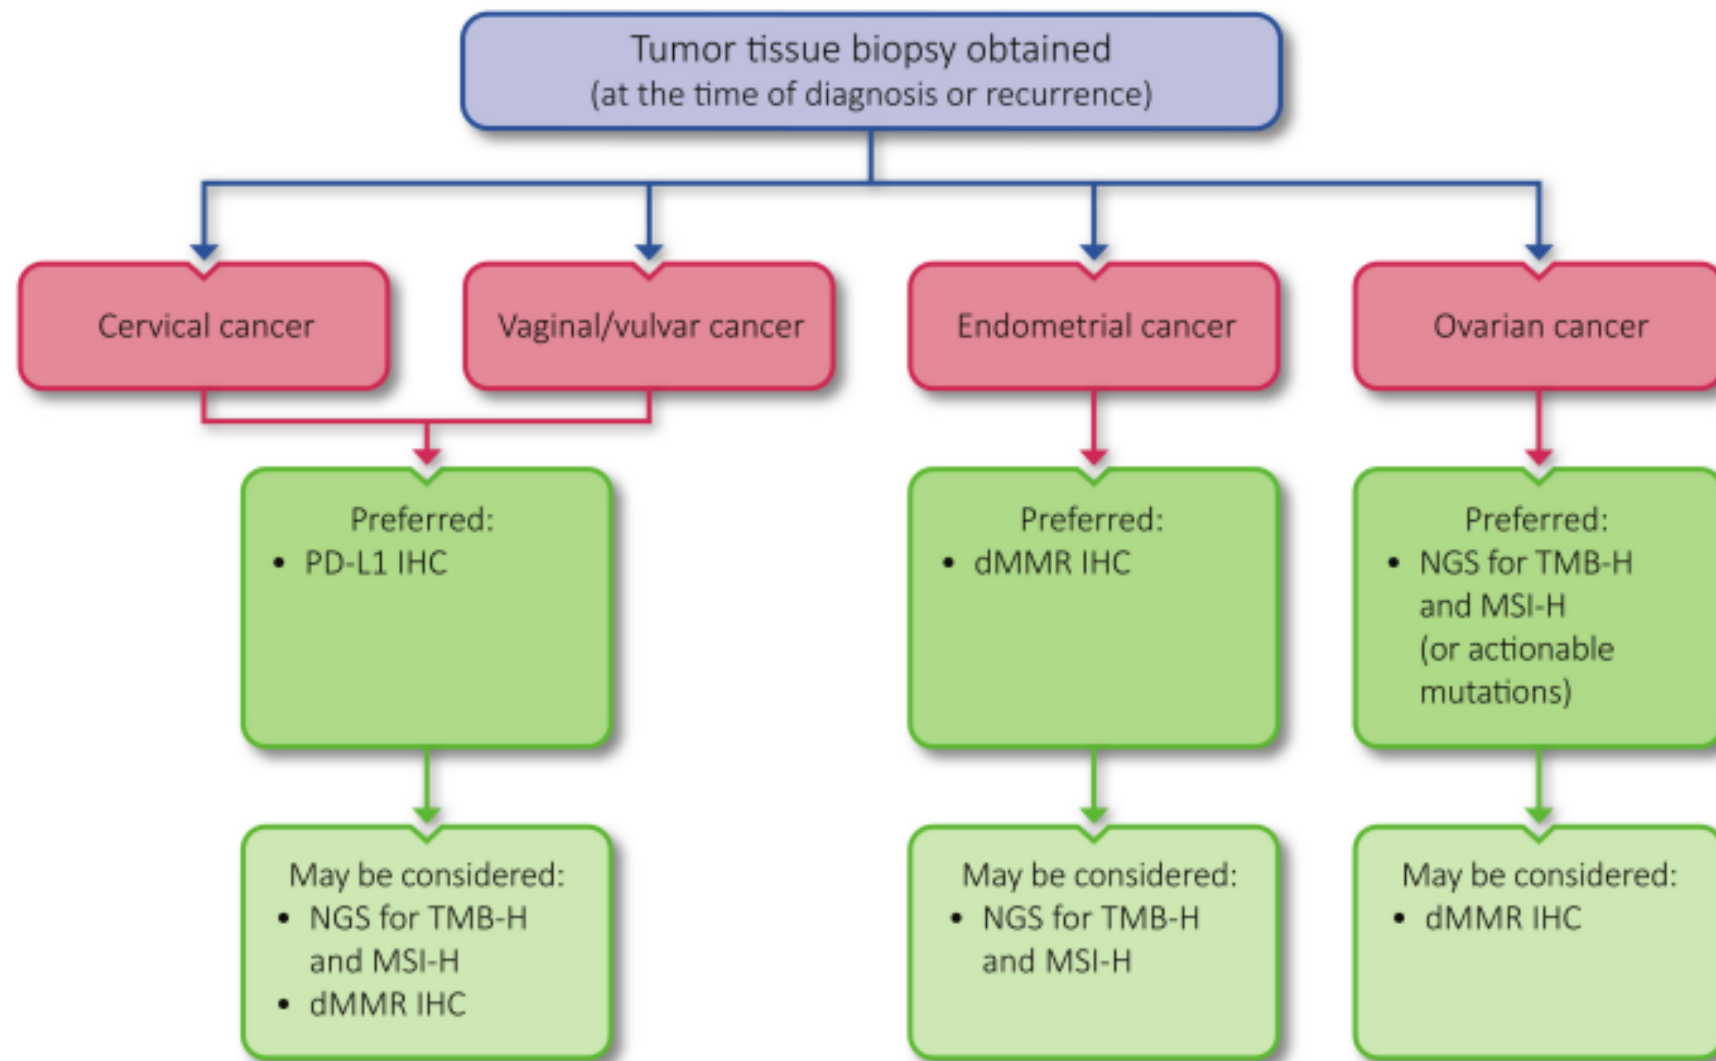 Tumor tissue biopsy obtained
(at the time of diagnosis or recurrence)
Cervical cancer
Vaginal/vulvar cancer
Endometrial cancer
Ovarian cancer
Preferred:
• PD-L1 IHC
Preferred:
• dMMR IHC
Preferred:
• NGS for TMB-H
and MSI-H
(or actionable
mutations)
May be considered:
• NGS for TMB-H
and MSI-H
• dMMR IHC
May be considered:
• NGS for TMB-H
and MSI-H
May be considered:
• dMMR IHC